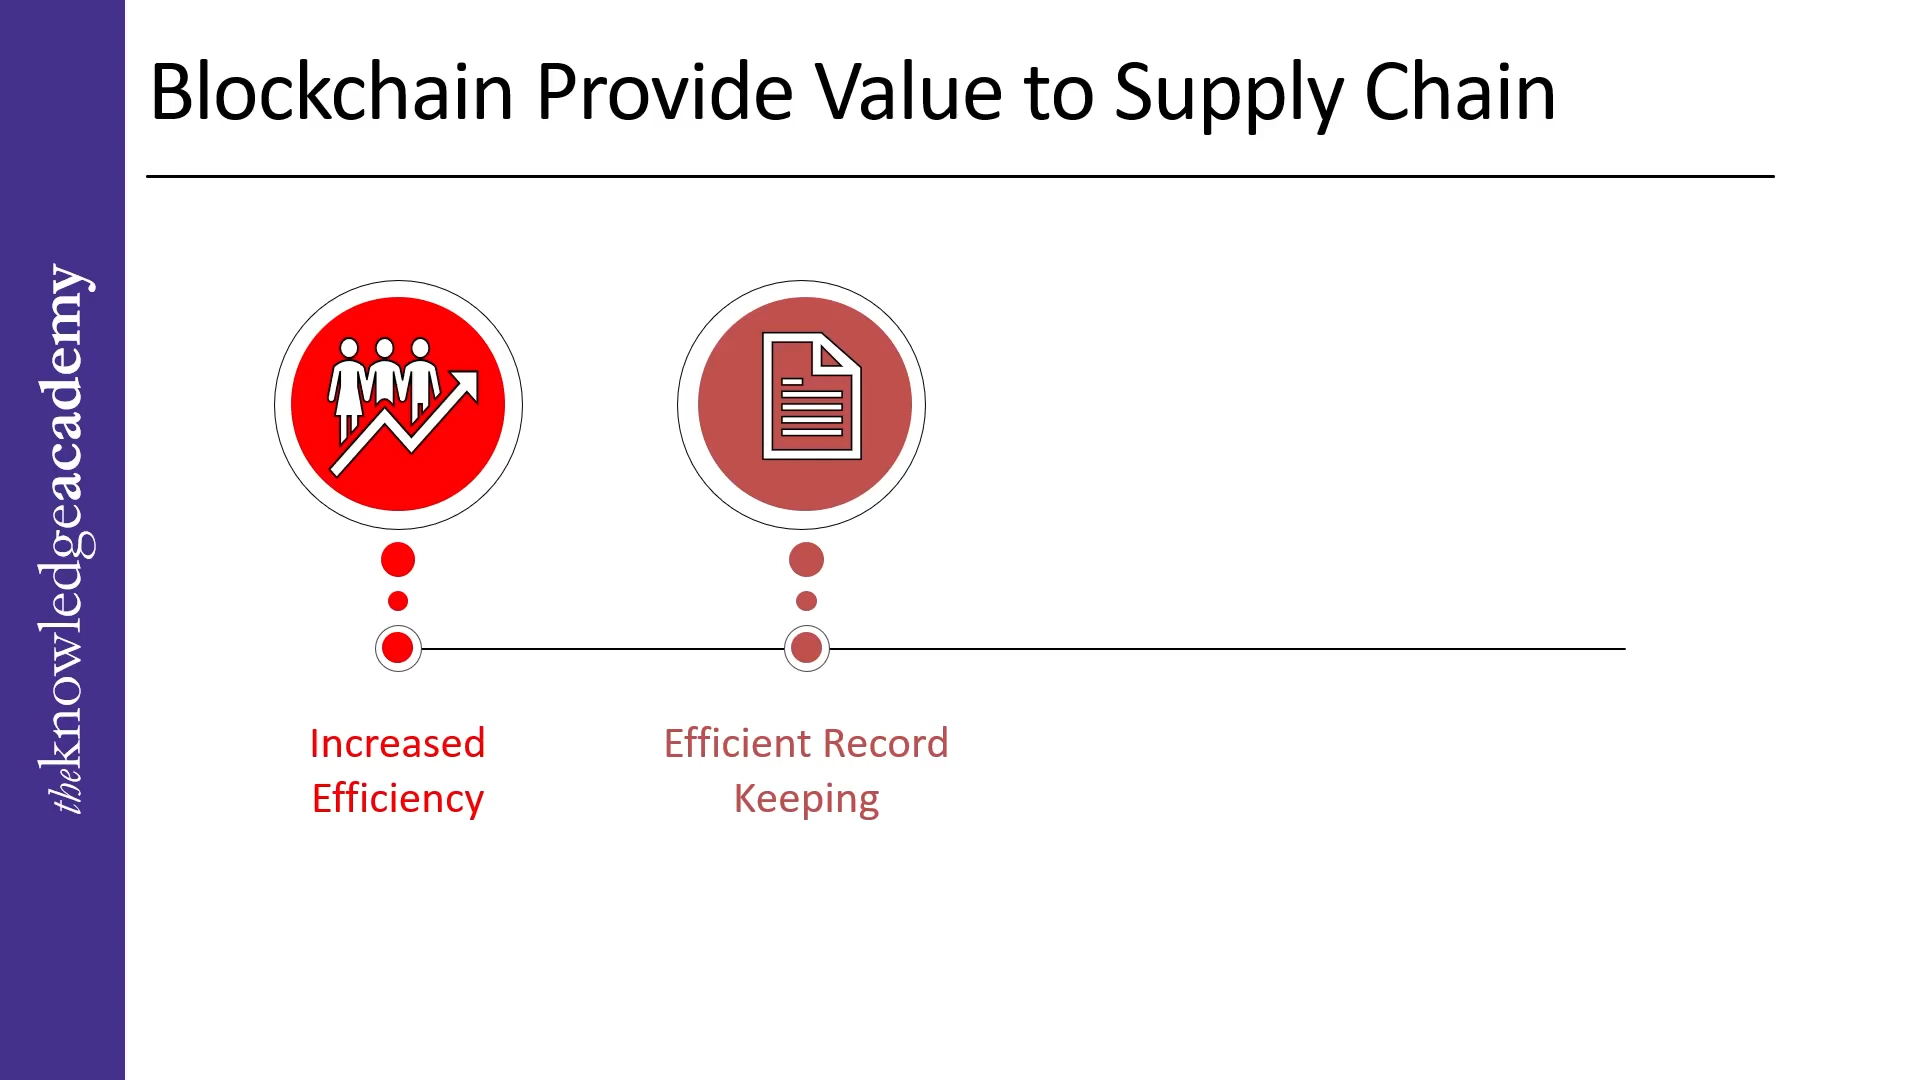 Blockchain Provide Value to Supply Chain
theknowledgeacademy
Increased
Efficiency
Efficient Record
Keeping